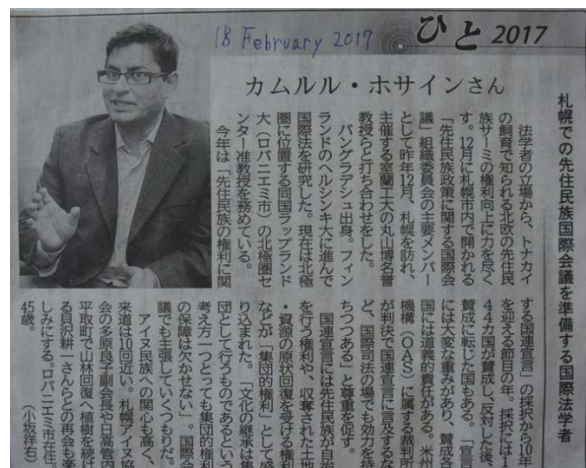 18 February 2017
ひと 2017
札幌での先住民族国際会議を準備する国際法学者
カムルル・ホサインさん
法学者の立場から、トナカイ
の飼育で知られる北欧の先住民
族サーミの権利向上に力を尽く
す。12月に札幌市内で開かれる
「先住民族政策に関する国際会
議」組織委員会の主要メンバー
として昨年12月、札幌を訪れ、
主催する室蘭工大の丸山博名誉
教授らと打ち合わせをした。
バングラデシュ出身。フィン
ランドのヘルシンキ大に進んで
国際法を研究した。現在は北極
圏に位置する同国ラップランド
大（ロバニエミ市）の北極圏セ
ンター准教授を務めている。
今年は「先住民族の権利に関
する国連宣言」の採択から10年
を迎える節目の年。採択には1
44カ国が賛成し、反対した後、
賛成に転じた国もある。「宣言
には大変な重みがあり、賛成各
国には道義的責任がある。米州
機構（OAS）に属する裁判所
が判決で国連宣言に言及するな
ど、国際司法の場でも効力を持
ちつつある」と尊重を促す。
国連宣言には先住民族が自治
を行う権利や、収奪された土地
・資源の原状回復を受ける権利
などが「集団的権利」として盛
り込まれた。「文化の継承は集
団として行うものであるという
考え方一つとっても集団的権利
の保障は欠かせない」。国際会
議でも主張していくつもりだ。
アイヌ民族への関心も高く、
来道は10回近い。札幌アイヌ協
会の多原良子副会長や日高管内
平取町で山林回復へ植樹を続け
る貝沢耕一さんらとの再会も楽
しみにする。ロバニエミ市在住。
45歳。 （小坂洋右）